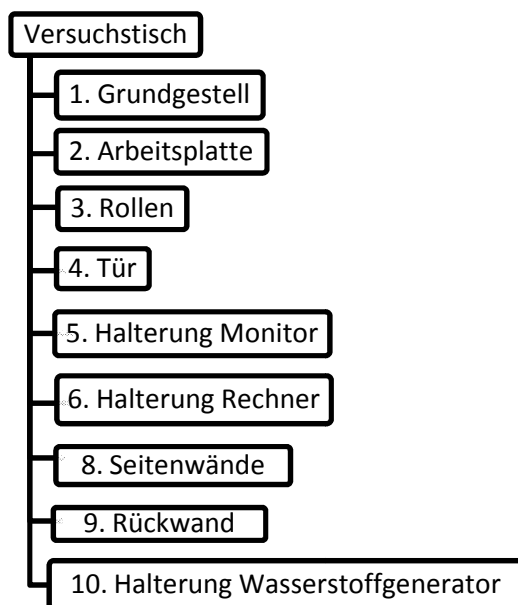 Versuchstisch
1. Grundgestell
2. Arbeitsplatte
3. Rollen
4. Tür
5. Halterung Monitor
6. Halterung Rechner
8. Seitenwände
9. Rückwand
10. Halterung Wasserstoffgenerator